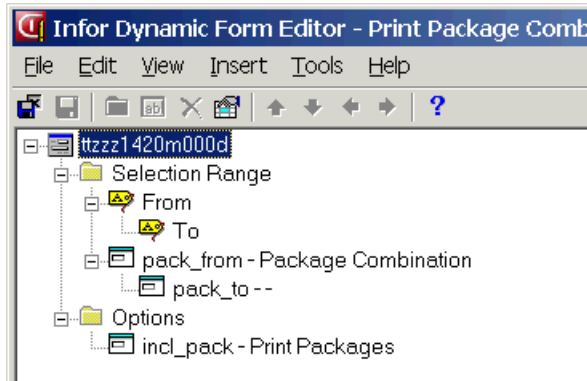 Infor Dynamic Form Editor - Print Package Comb
File Edit View Insert Tools Help
ab ?
ttzzz1420m000d
Selection Range
From
To
pack_from - Package Combination
pack_to - -
Options
incl_pack - Print Packages